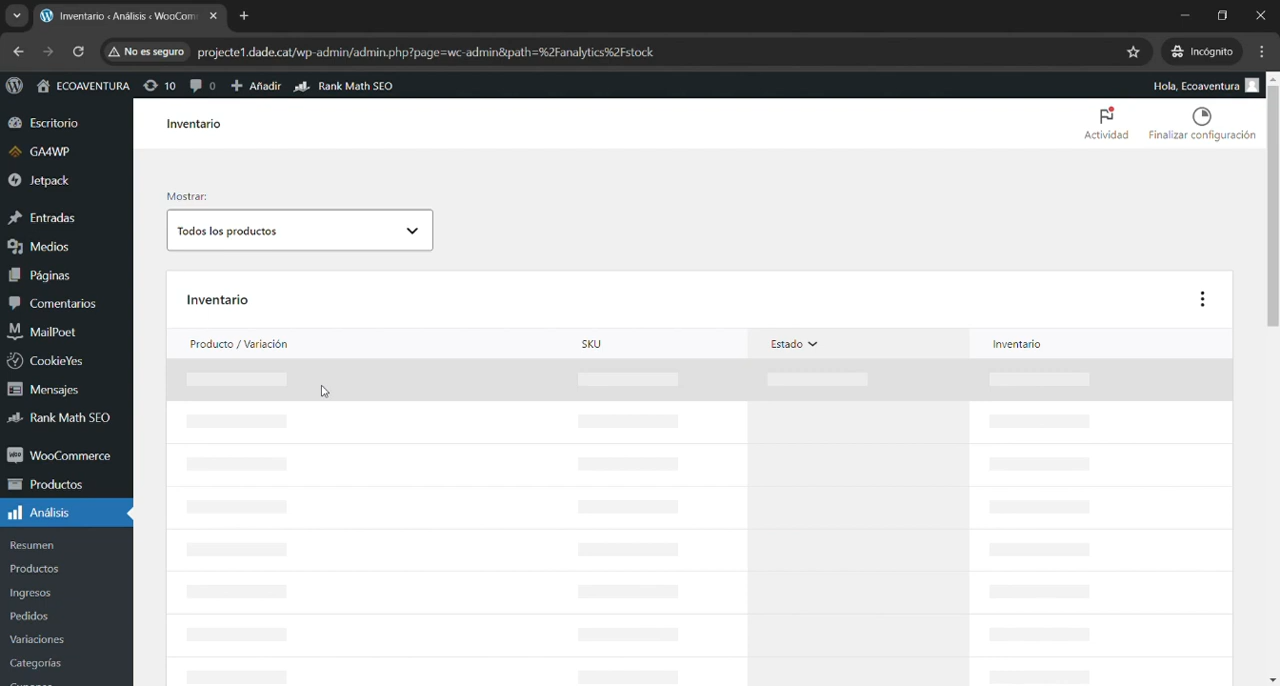 Inventario ‹ Análisis ‹ WooCom
No es seguro
projecte1.dade.cat/wp-admin/admin.php?page=wc-admin&path=%2Fanalytics%2Fstock
Incógnito
ECOAVENTURA
10
0
Añadir
Rank Math SEO
Hola, Ecoaventura
Escritorio
GA4WP
Jetpack
Entradas
Medios
Páginas
Comentarios
MailPoet
CookieYes
Mensajes
Rank Math SEO
WooCommerce
Productos
Análisis
Resumen
Productos
Ingresos
Pedidos
Variaciones
Categorías
Inventario
Actividad
Finalizar configuración
Mostrar:
Todos los productos
Inventario
Producto / Variación
SKU
Estado
Inventario